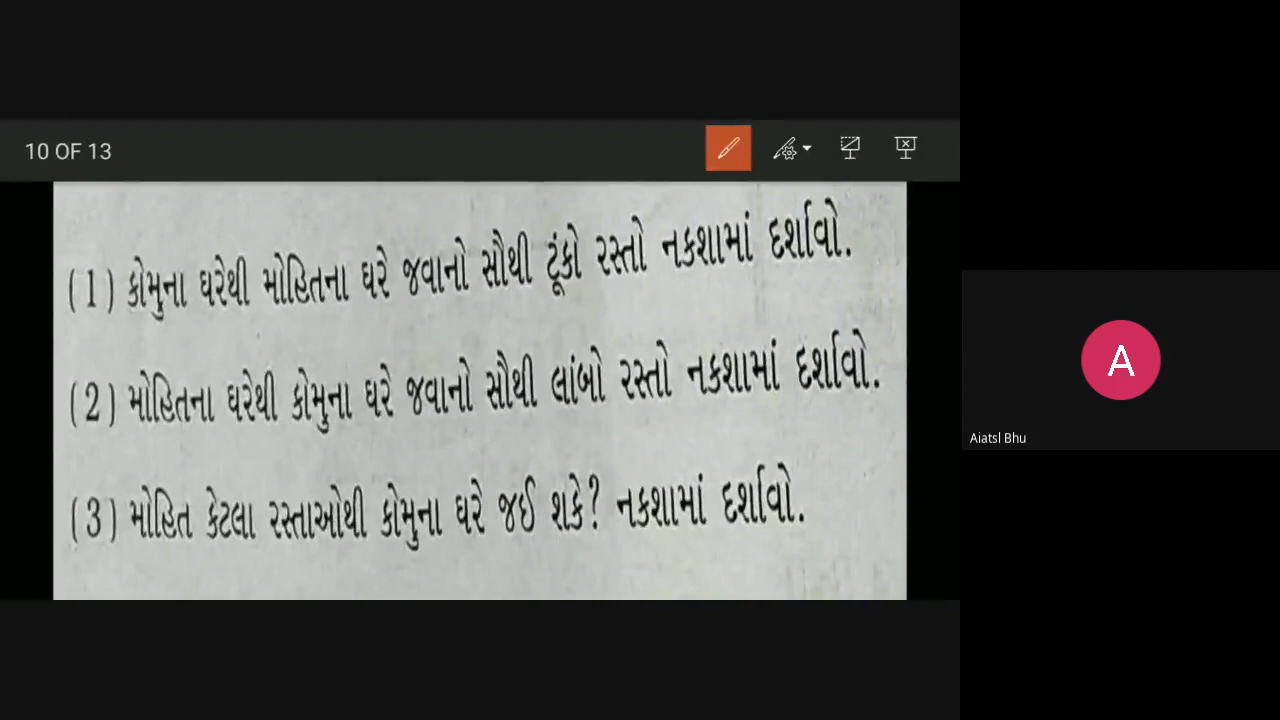 10 OF 13
(1) કોમુના ઘરેથી મોહિતના ઘરે જવાનો સૌથી ટૂંકો રસ્તો નકશામાં દર્શાવો.
(2) મોહિતના ઘરેથી કોમુના ઘરે જવાનો સૌથી લાંબો રસ્તો નકશામાં દર્શાવો.
(3) મોહિત કેટલા રસ્તાઓથી કોમુના ઘરે જઈ શકે? નકશામાં દર્શાવો.
A
Aiatsl Bhu